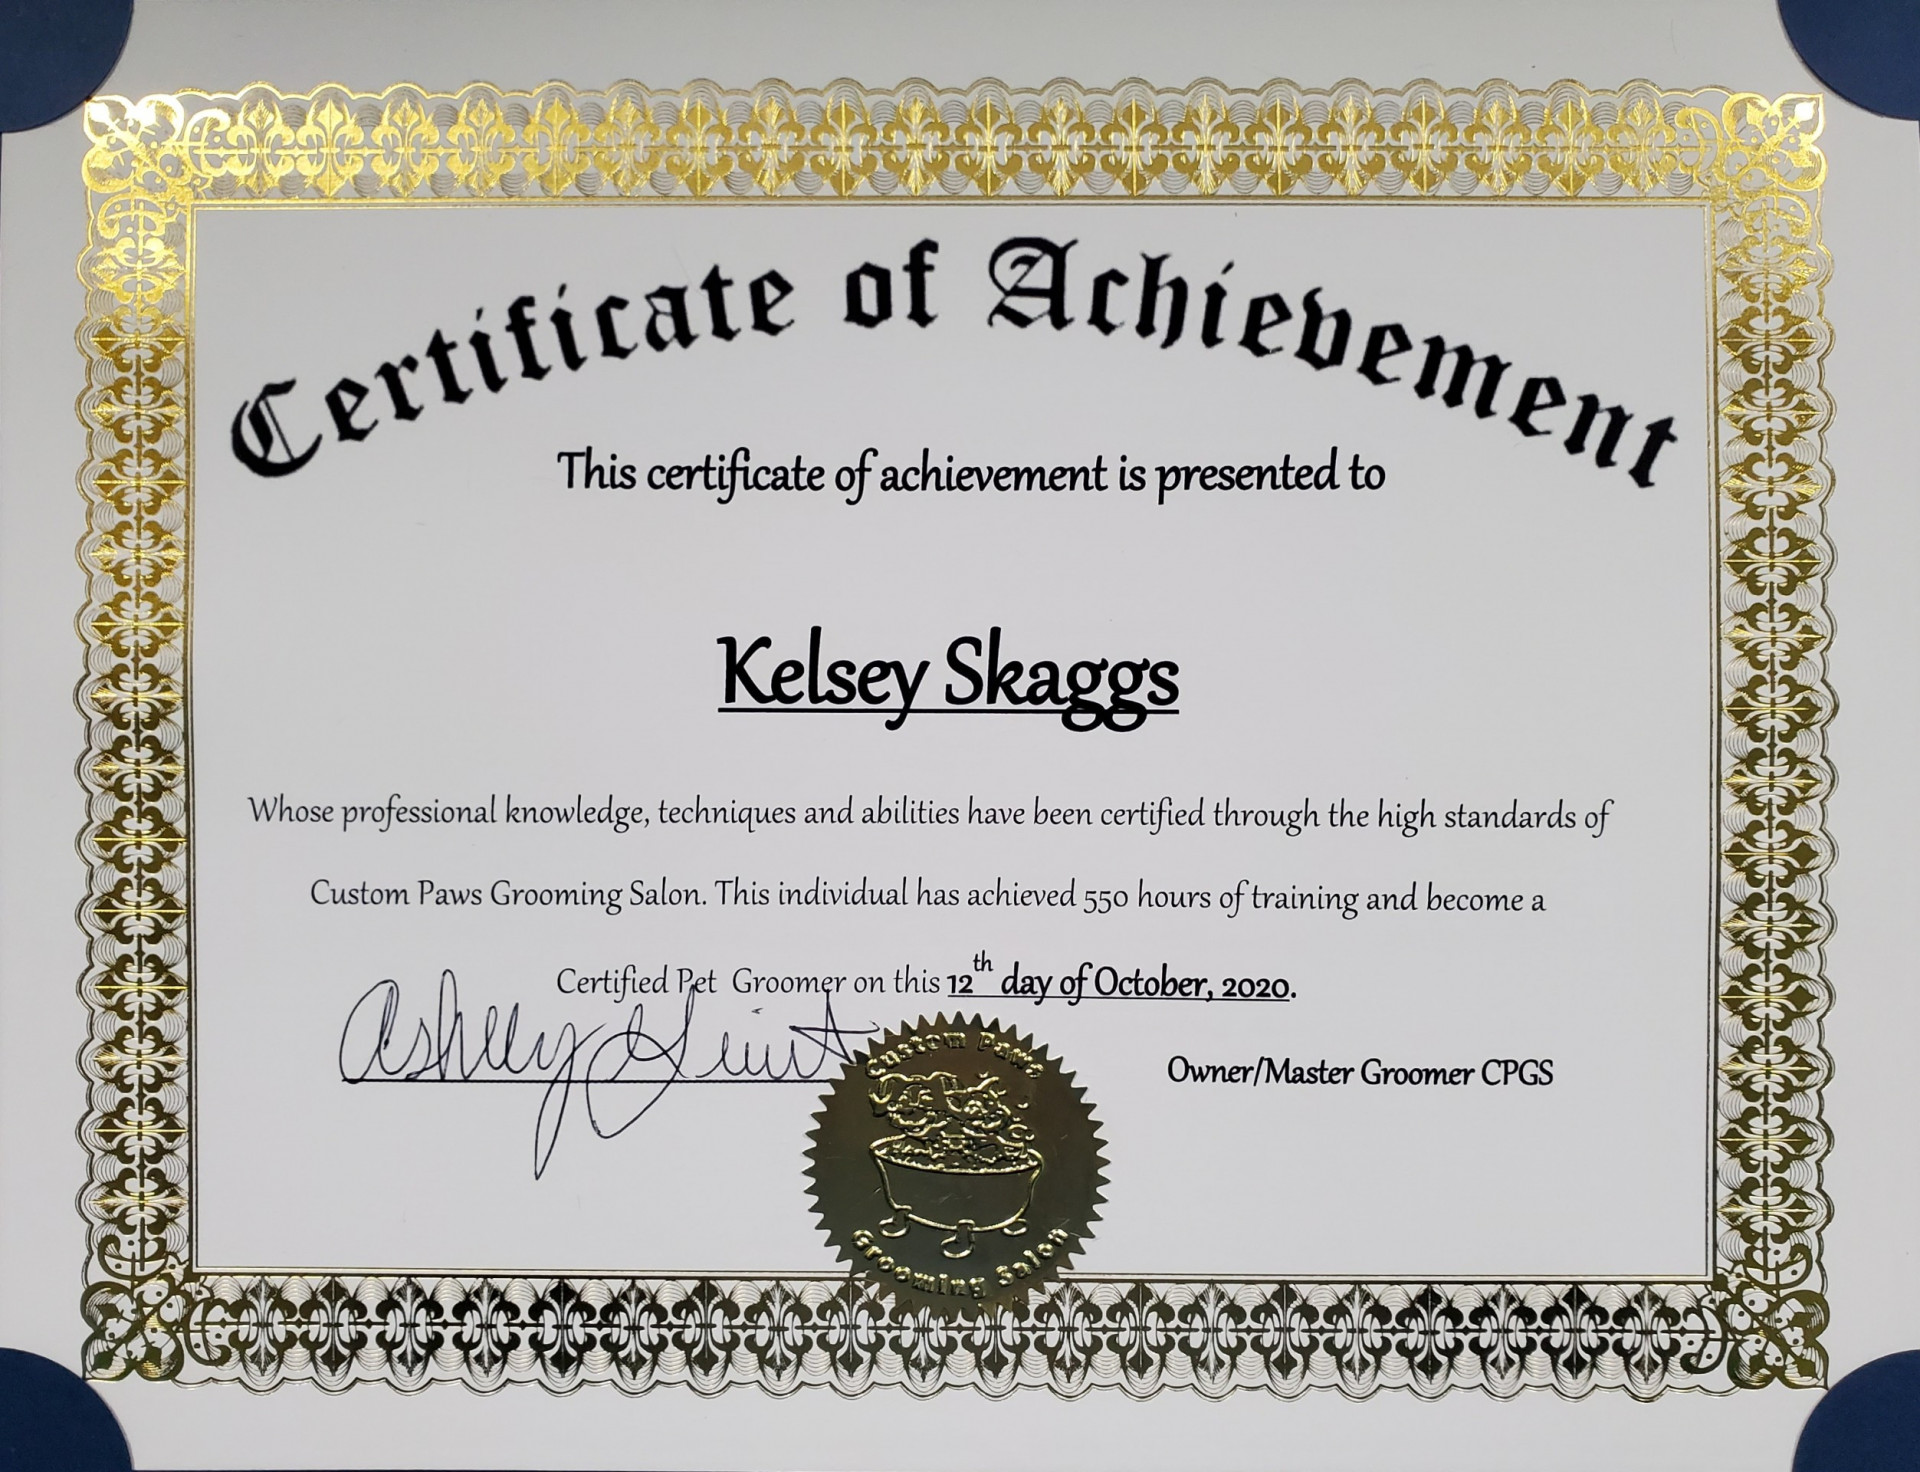 Certificate of Achievement
This certificate of achievement is presented to
Kelsey Skaggs
Whose professional knowledge, techniques and abilities have been certified through the high standards of
Custom Paws Grooming Salon. This individual has achieved 550 hours of training and become a
Certified Pet Groomer on this 12th day of October, 2020.
Ashley
Owner/Master Groomer CPGS
Custom Paws
Grooming Salon